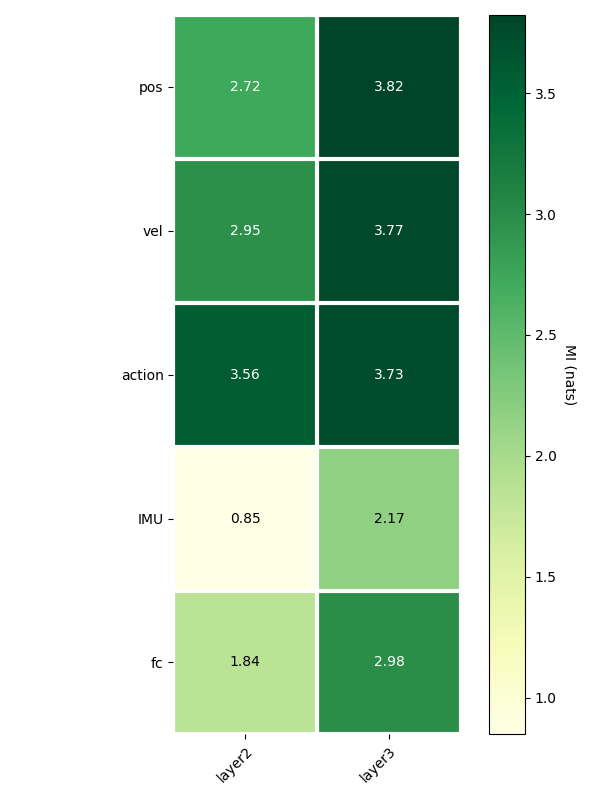 pos 2.72 3.82
vel 2.95 3.77
action 3.56 3.73
IMU 0.85 2.17
fc 1.84 2.98
layer2 layer3
3.5
3.0
2.5
2.0
1.5
1.0
MI (nats)